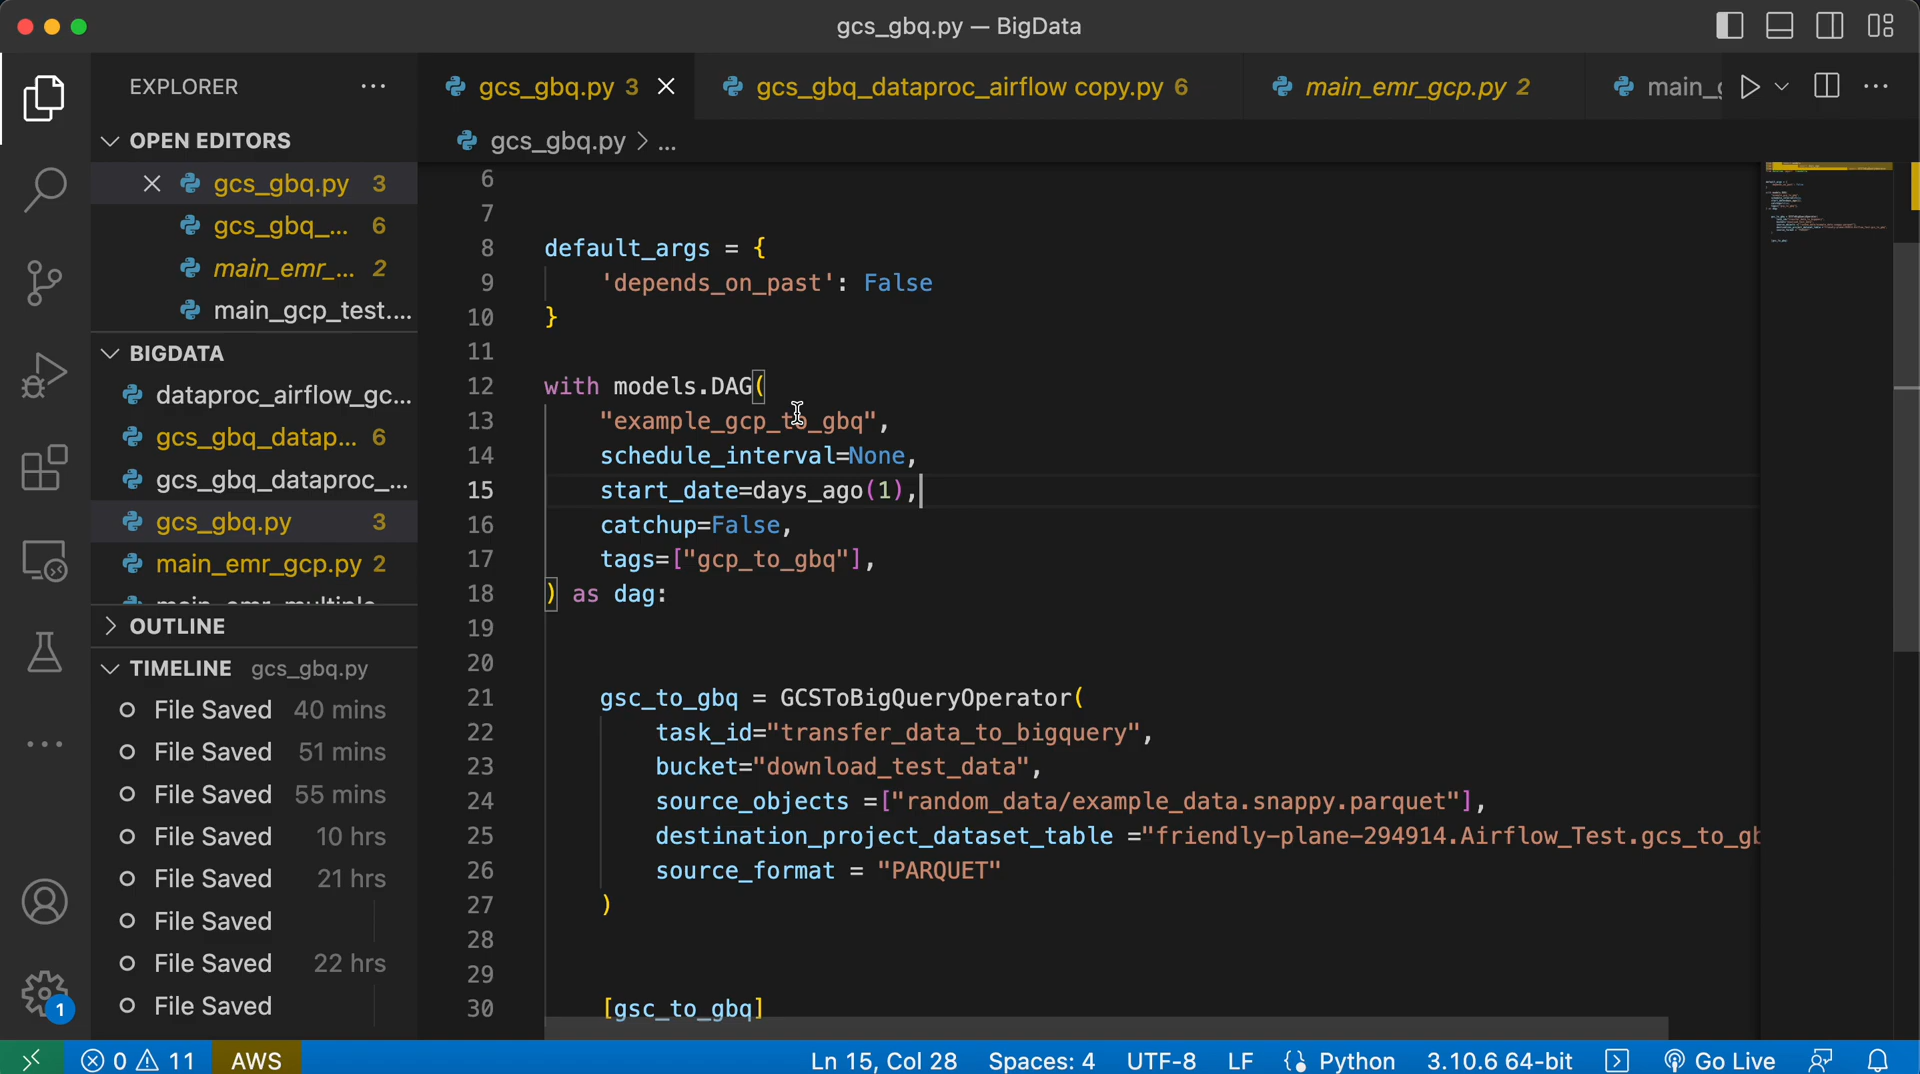 gcs_gbq.py — BigData
EXPLORER
gcs_gbq.py 3
gcs_gbq_dataproc_airflow copy.py 6
main_emr_gcp.py 2
main_
OPEN EDITORS
gcs_gbq.py > ...
gcs_gbq.py 3
gcs_gbq_... 6
main_emr_... 2
main_gcp_test....
BIGDATA
dataproc_airflow_gc...
gcs_gbq_datap... 6
gcs_gbq_dataproc_...
gcs_gbq.py 3
main_emr_gcp.py 2
main_emr_multiple
OUTLINE
TIMELINE gcs_gbq.py
File Saved 40 mins
File Saved 51 mins
File Saved 55 mins
File Saved 10 hrs
File Saved 21 hrs
File Saved
File Saved 22 hrs
File Saved
6
7
8 default_args = {
9 'depends_on_past': False
10 }
11
12 with models.DAG(
13 "example_gcp_to_gbq",
14 schedule_interval=None,
15 start_date=days_ago(1),
16 catchup=False,
17 tags=["gcp_to_gbq"],
18 ) as dag:
19
20
21 gsc_to_gbq = GCSToBigQueryOperator(
22 task_id="transfer_data_to_bigquery",
23 bucket="download_test_data",
24 source_objects =["random_data/example_data.snappy.parquet"],
25 destination_project_dataset_table ="friendly-plane-294914.Airflow_Test.gcs_to_gb
26 source_format = "PARQUET"
27 )
28
29
30 [gsc_to_gbq]
1
0 11 AWS Ln 15, Col 28 Spaces: 4 UTF-8 LF Python 3.10.6 64-bit Go Live